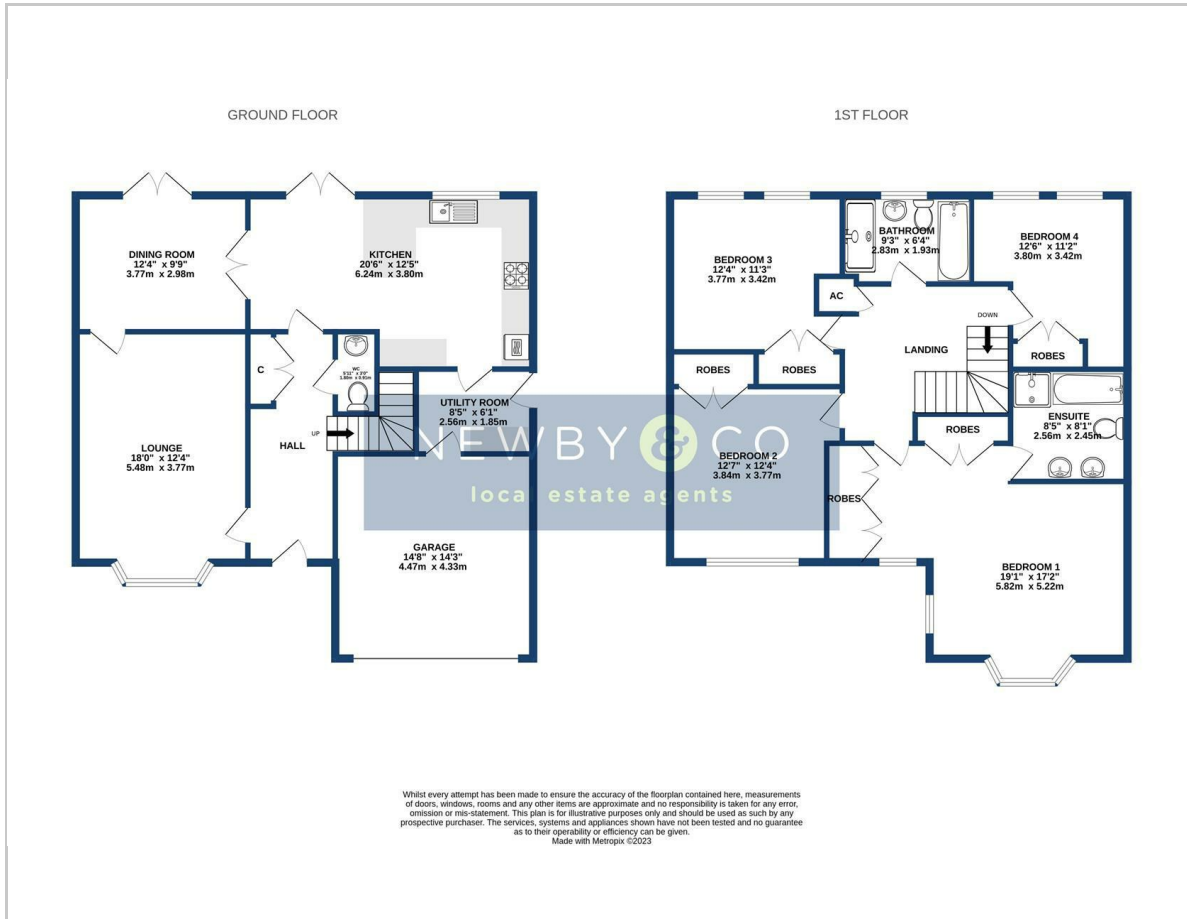 GROUND FLOOR
1ST FLOOR
DINING ROOM
12'4" x 9'9"
3.77m x 2.98m
KITCHEN
20'6" x 12'5"
6.24m x 3.80m
C
WC
5'11" x 3'0"
1.80m x 0.91m
UTILITY ROOM
8'5" x 6'1"
2.56m x 1.85m
UP
HALL
LOUNGE
18'0" x 12'4"
5.48m x 3.77m
GARAGE
14'8" x 14'3"
4.47m x 4.33m
BEDROOM 3
12'4" x 11'3"
3.77m x 3.42m
BATHROOM
9'3" x 6'4"
2.83m x 1.93m
BEDROOM 4
12'6" x 11'2"
3.80m x 3.42m
AC
DOWN
LANDING
ROBES
ROBES
ROBES
ENSUITE
8'5" x 8'1"
2.56m x 2.45m
ROBES
BEDROOM 2
12'7" x 12'4"
3.84m x 3.77m
ROBES
BEDROOM 1
19'1" x 17'2"
5.82m x 5.22m
NEWBY & CO
local estate agents
Whilst every attempt has been made to ensure the accuracy of the floorplan contained here, measurements
of doors, windows, rooms and any other items are approximate and no responsibility is taken for any error,
omission or mis-statement. This plan is for illustrative purposes only and should be used as such by any
prospective purchaser. The services, systems and appliances shown have not been tested and no guarantee
as to their operability or efficiency can be given.
Made with Metropix ©2023